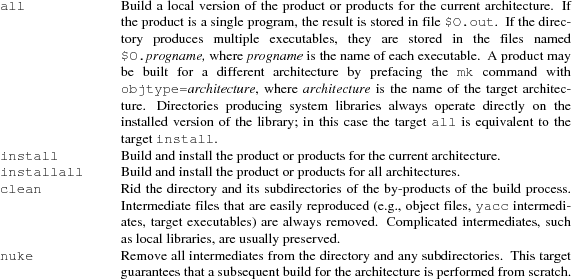 all Build a local version of the product or products for the current architecture. If
the product is a single program, the result is stored in file $O.out. If the direc-
tory produces multiple executables, they are stored in the files named
$O.progname, where progname is the name of each executable. A product may
be built for a different architecture by prefacing the mk command with
objtype=architecture, where architecture is the name of the target architec-
ture. Directories producing system libraries always operate directly on the
installed version of the library; in this case the target all is equivalent to the
target install.
install Build and install the product or products for the current architecture.
installall Build and install the product or products for all architectures.
clean Rid the directory and its subdirectories of the by-products of the build process.
Intermediate files that are easily reproduced (e.g., object files, yacc intermedi-
ates, target executables) are always removed. Complicated intermediates, such
as local libraries, are usually preserved.
nuke Remove all intermediates from the directory and any subdirectories. This target
guarantees that a subsequent build for the architecture is performed from scratch.